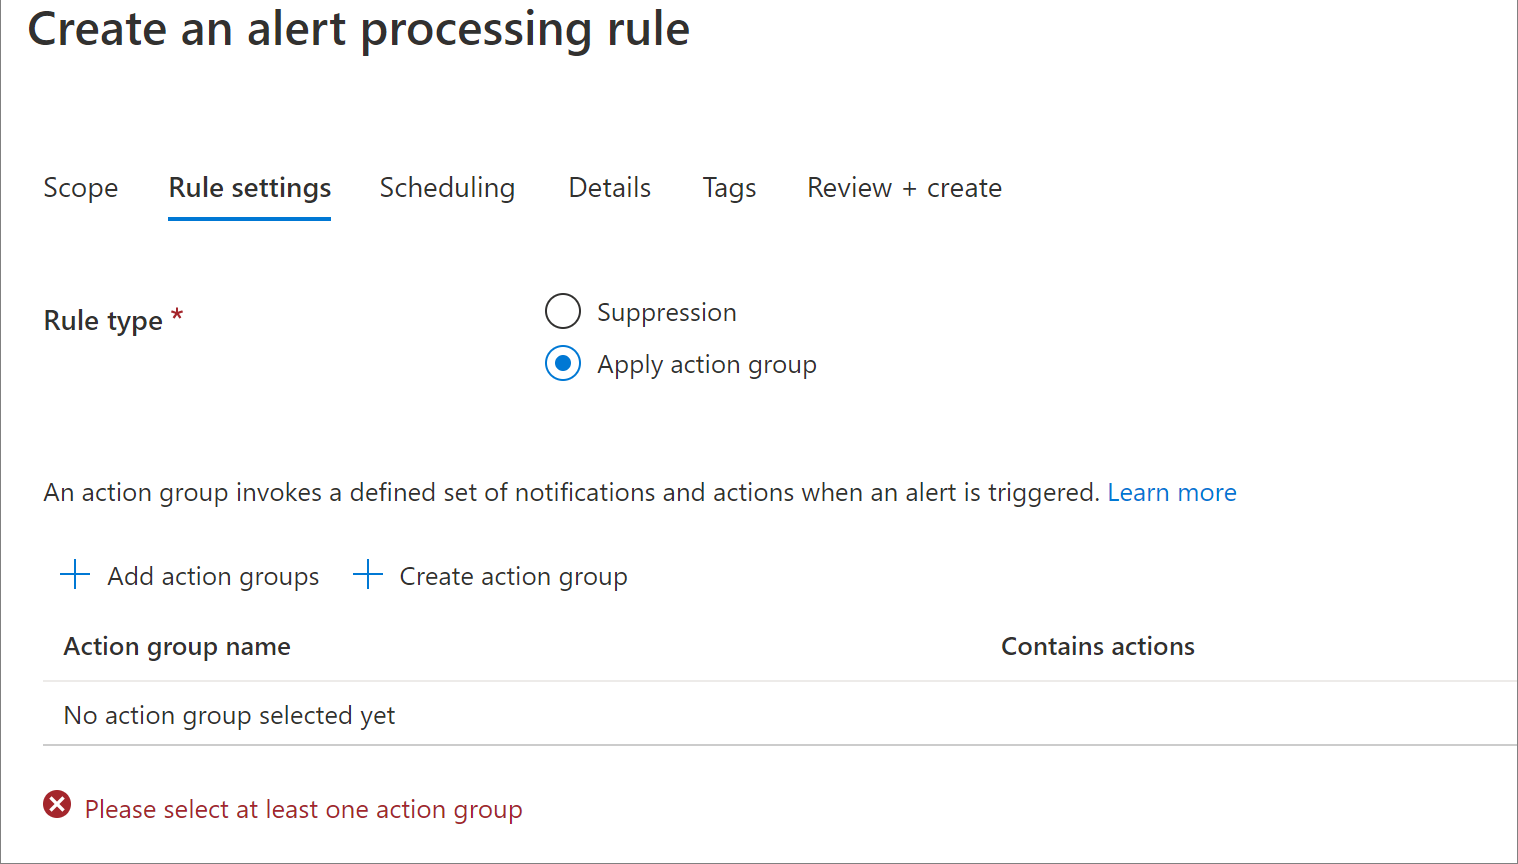 Create an alert processing rule
Scope Rule settings Scheduling Details Tags Review + create
Rule type *
Suppression
Apply action group
An action group invokes a defined set of notifications and actions when an alert is triggered. Learn more
Add action groups Create action group
Action group name Contains actions
No action group selected yet
Please select at least one action group